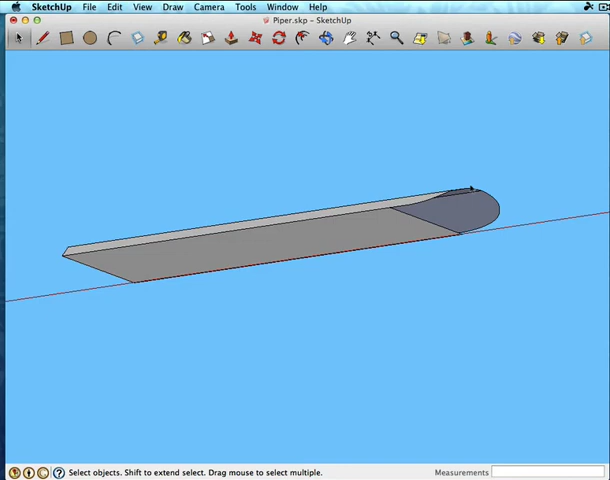 SketchUp File Edit View Draw Camera Tools Window Help
Piper.skp - SketchUp
Select objects. Shift to extend select. Drag mouse to select multiple.
Measurements